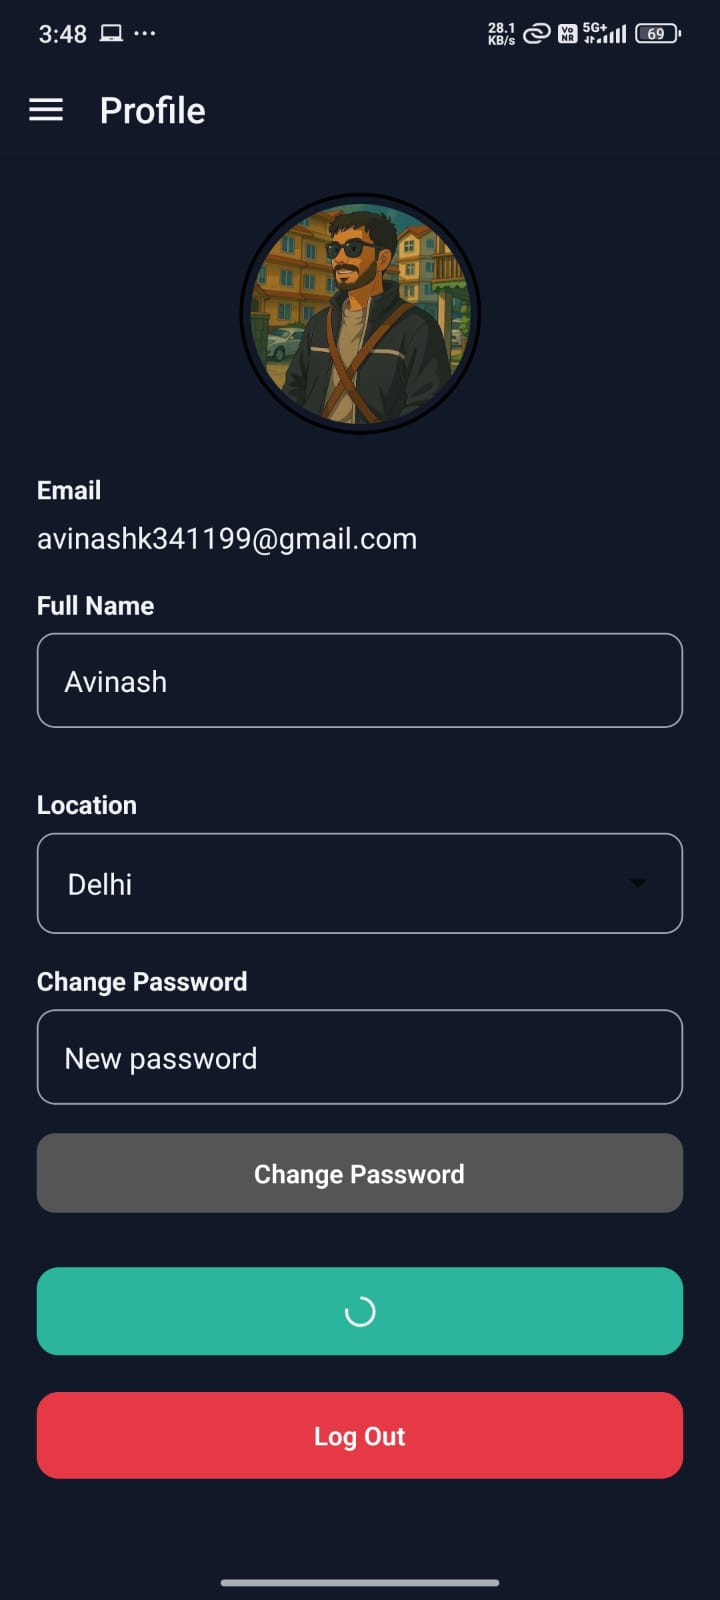 3:48 ... 28.1 KB/s Vo NR 5G+ 69
Profile
Email
avinashk341199@gmail.com
Full Name
Avinash
Location
Delhi
Change Password
New password
Change Password
Log Out